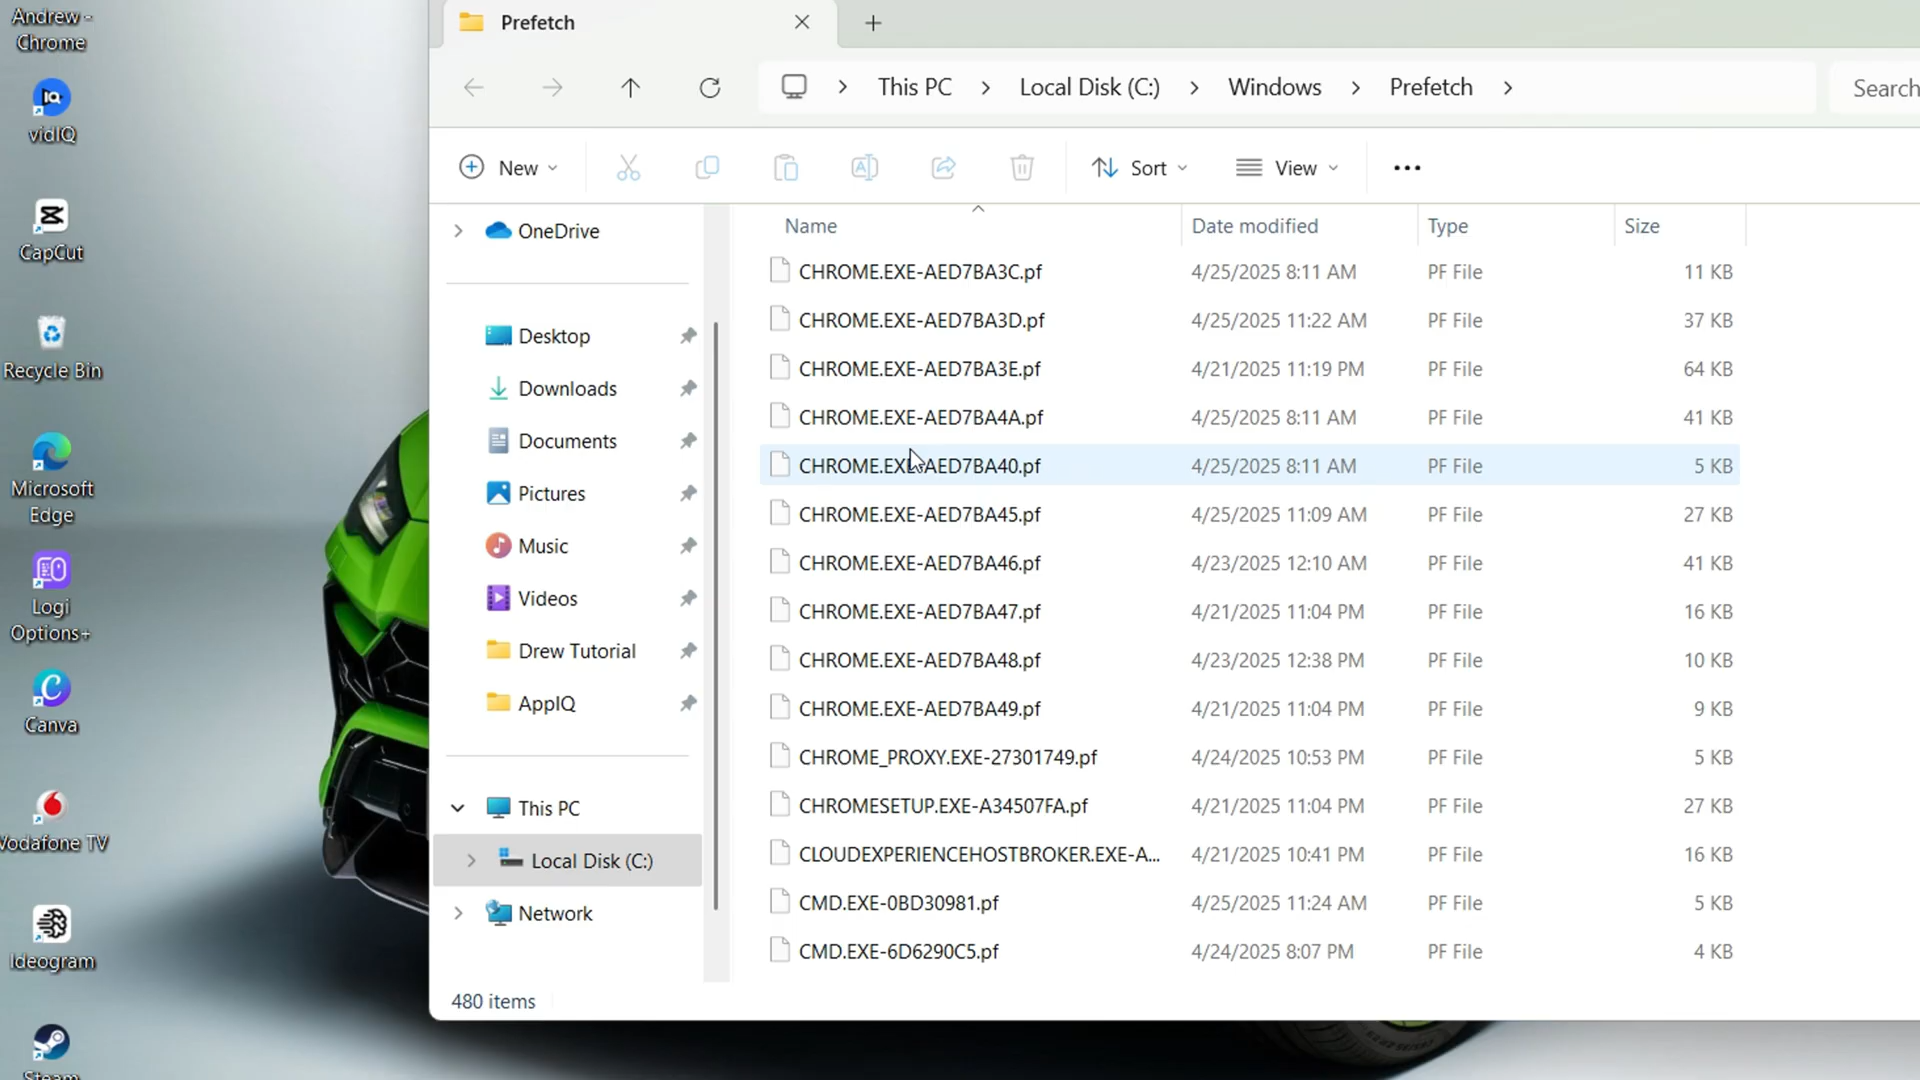 Andrew -
Chrome
vidIQ
CapCut
Recycle Bin
Microsoft
Edge
Logi
Options+
Canva
Vodafone TV
Ideogram
Steam
Prefetch
This PC > Local Disk (C:) > Windows > Prefetch >
Search
New
Sort
View
OneDrive
Desktop
Downloads
Documents
Pictures
Music
Videos
Drew Tutorial
AppIQ
This PC
Local Disk (C:)
Network
Name Date modified Type Size
CHROME.EXE-AED7BA3C.pf 4/25/2025 8:11 AM PF File 11 KB
CHROME.EXE-AED7BA3D.pf 4/25/2025 11:22 AM PF File 37 KB
CHROME.EXE-AED7BA3E.pf 4/21/2025 11:19 PM PF File 64 KB
CHROME.EXE-AED7BA4A.pf 4/25/2025 8:11 AM PF File 41 KB
CHROME.EXE-AED7BA40.pf 4/25/2025 8:11 AM PF File 5 KB
CHROME.EXE-AED7BA45.pf 4/25/2025 11:09 AM PF File 27 KB
CHROME.EXE-AED7BA46.pf 4/23/2025 12:10 AM PF File 41 KB
CHROME.EXE-AED7BA47.pf 4/21/2025 11:04 PM PF File 16 KB
CHROME.EXE-AED7BA48.pf 4/23/2025 12:38 PM PF File 10 KB
CHROME.EXE-AED7BA49.pf 4/21/2025 11:04 PM PF File 9 KB
CHROME_PROXY.EXE-27301749.pf 4/24/2025 10:53 PM PF File 5 KB
CHROMESETUP.EXE-A34507FA.pf 4/21/2025 11:04 PM PF File 27 KB
CLOUDEXPERIENCEHOSTBROKER.EXE-A... 4/21/2025 10:41 PM PF File 16 KB
CMD.EXE-0BD30981.pf 4/25/2025 11:24 AM PF File 5 KB
CMD.EXE-6D6290C5.pf 4/24/2025 8:07 PM PF File 4 KB
480 items